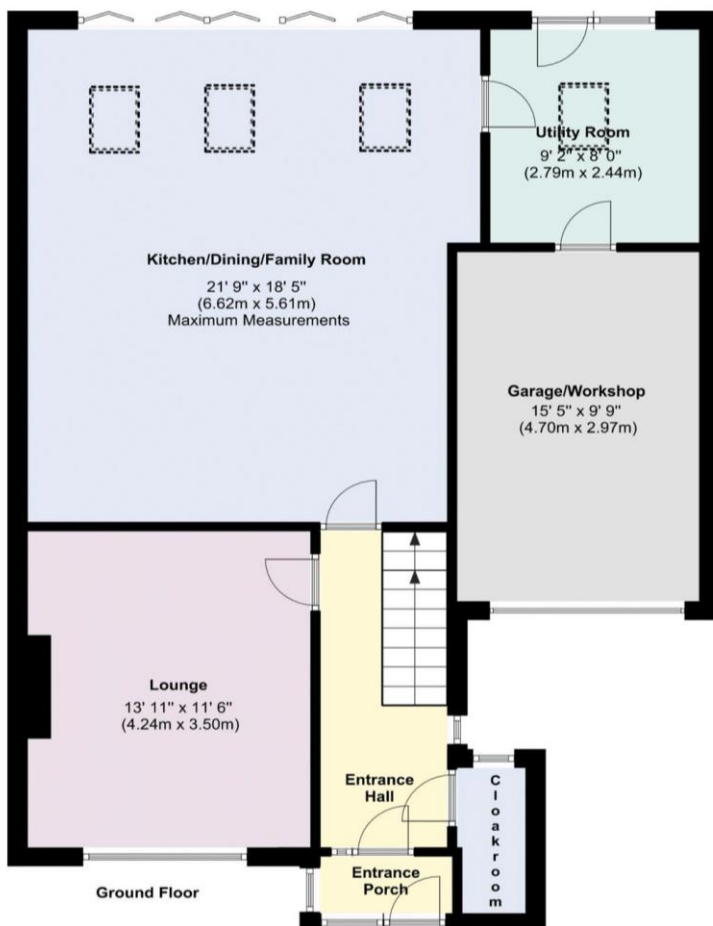 Utility Room
9' 2" x 8' 0"
(2.79m x 2.44m)
Kitchen/Dining/Family Room
21' 9" x 18' 5"
(6.62m x 5.61m)
Maximum Measurements
Garage/Workshop
15' 5" x 9' 9"
(4.70m x 2.97m)
Lounge
13' 11" x 11' 6"
(4.24m x 3.50m)
Entrance
Hall
Cloakroom
Entrance
Porch
Ground Floor